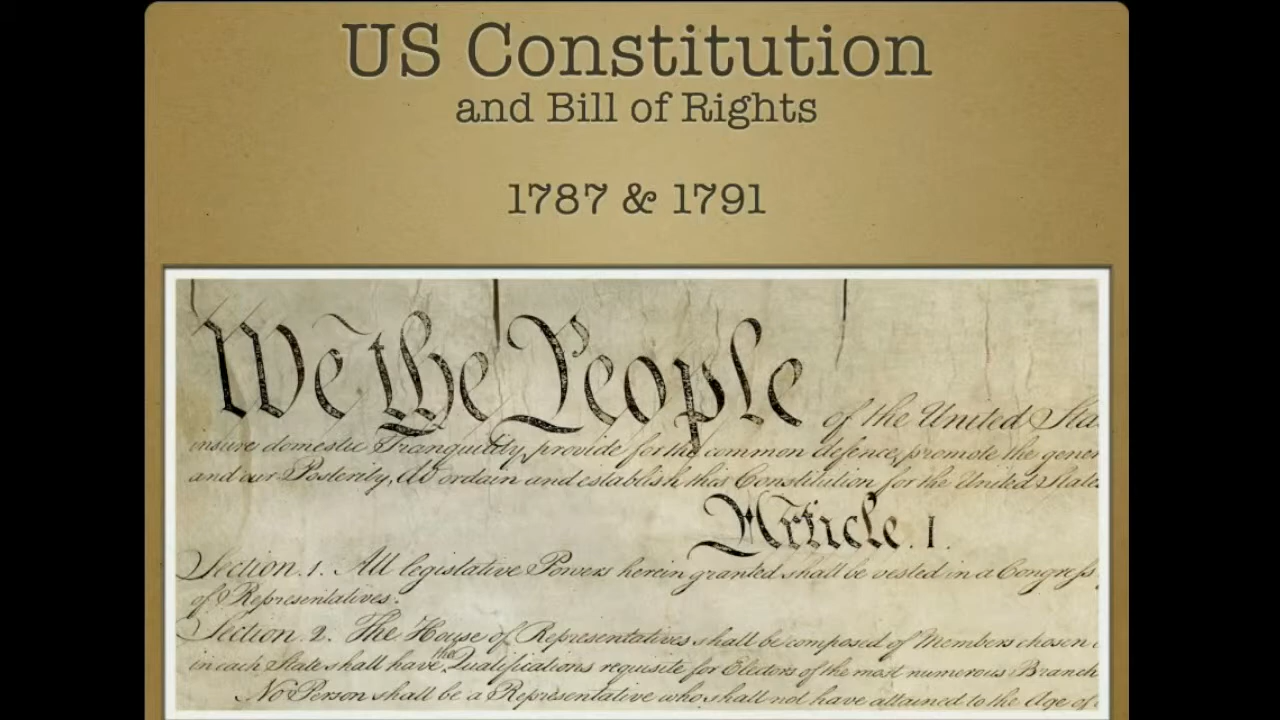 US Constitution
and Bill of Rights
1787 & 1791
We the People of the United Sta
insure domestic Tranquility, provide for the common defence, promote the gener
and our Posterity, do ordain and establish this Constitution for the United State
Article. I.
Section. 1. All legislative Powers herein granted shall be vested in a Congress
of Representatives.
Section. 2. The House of Representatives shall be composed of Members chosen
in each State shall have the Qualifications requisite for Electors of the most numerous Branch
No Person shall be a Representative who shall not have attained to the Age of